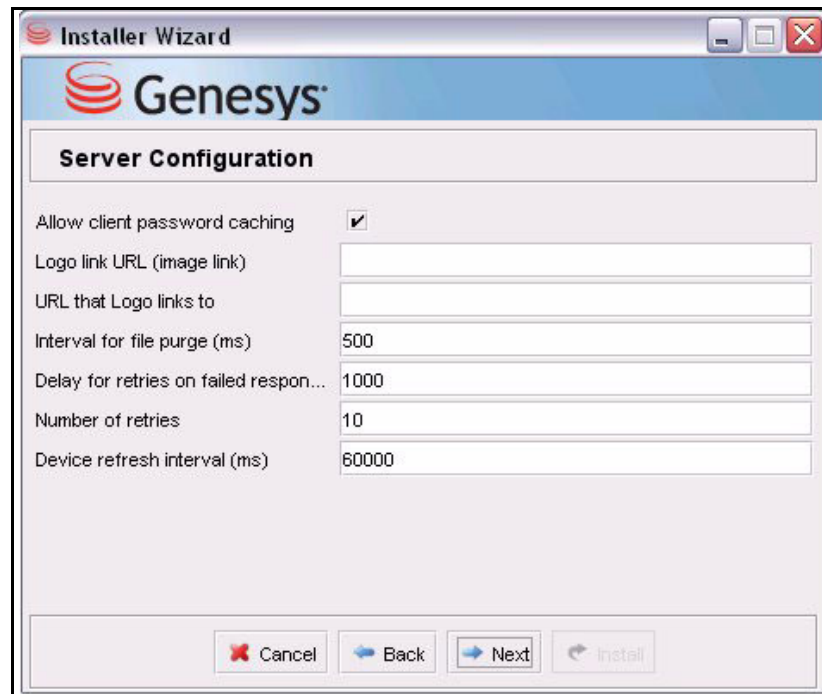 Installer Wizard
Genesys
Server Configuration
Allow client password caching
Logo link URL (image link)
URL that Logo links to
Interval for file purge (ms) 500
Delay for retries on failed respon... 1000
Number of retries 10
Device refresh interval (ms) 60000
Cancel Back Next Install